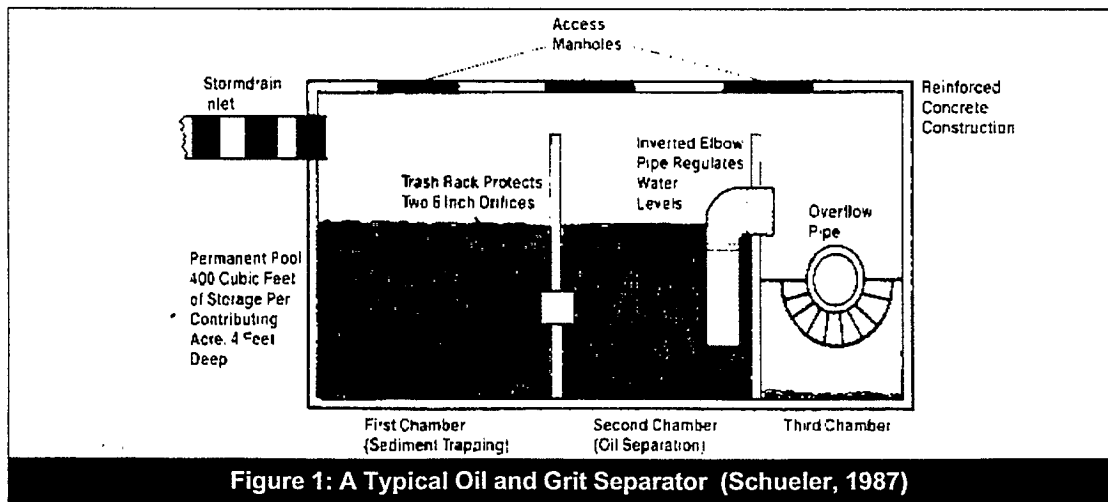 Access
Manholes
Stormdrain
Inlet
Reinforced
Concrete
Construction
Inverted Elbow
Pipe Regulates
Water
Levels
Trash Rack Protects
Two 6 Inch Orifices
Overflow
Pipe
Permanent Pool
400 Cubic Feet
of Storage Per
Contributing
Acre, 4 Feet
Deep
First Chamber
(Sediment Trapping)
Second Chamber
(Oil Separation)
Third Chamber
Figure 1: A Typical Oil and Grit Separator (Schueler, 1987)